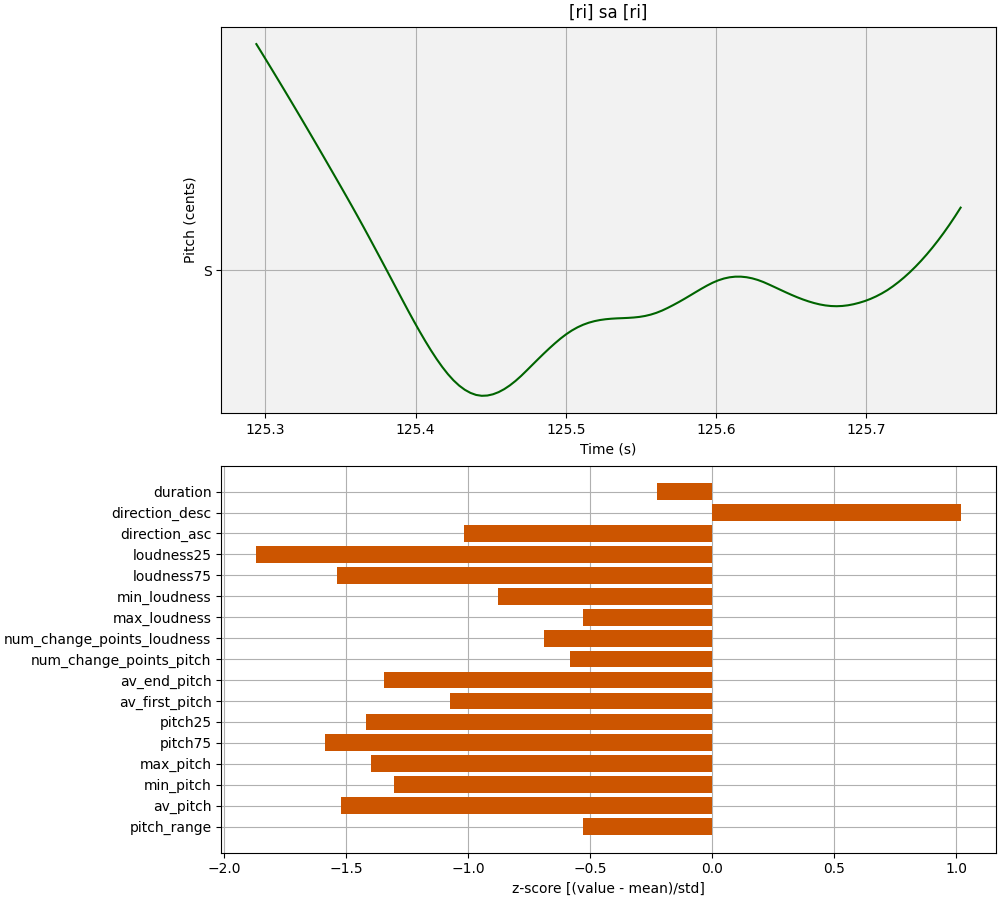 [ri] sa [ri]
Pitch (cents)
S
125.3 125.4 125.5 125.6 125.7
Time (s)
duration
direction_desc
direction_asc
loudness25
loudness75
min_loudness
max_loudness
num_change_points_loudness
num_change_points_pitch
av_end_pitch
av_first_pitch
pitch25
pitch75
max_pitch
min_pitch
av_pitch
pitch_range
−2.0 −1.5 −1.0 −0.5 0.0 0.5 1.0
z-score [(value - mean)/std]